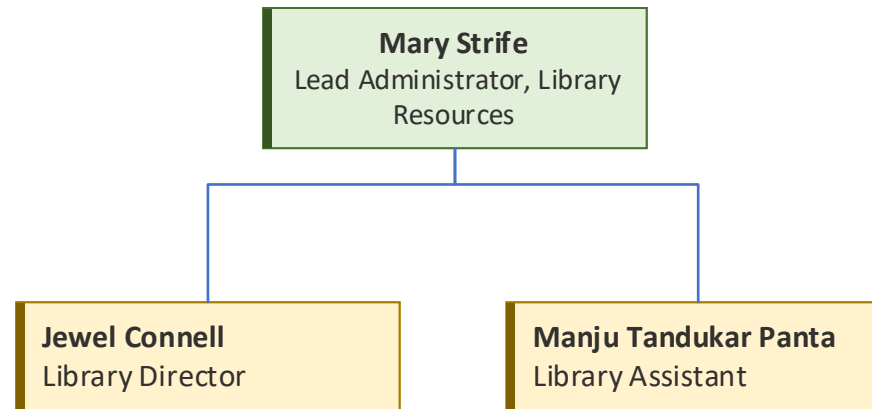 Mary Strife
Lead Administrator, Library
Resources
Jewel Connell
Library Director
Manju Tandukar Panta
Library Assistant